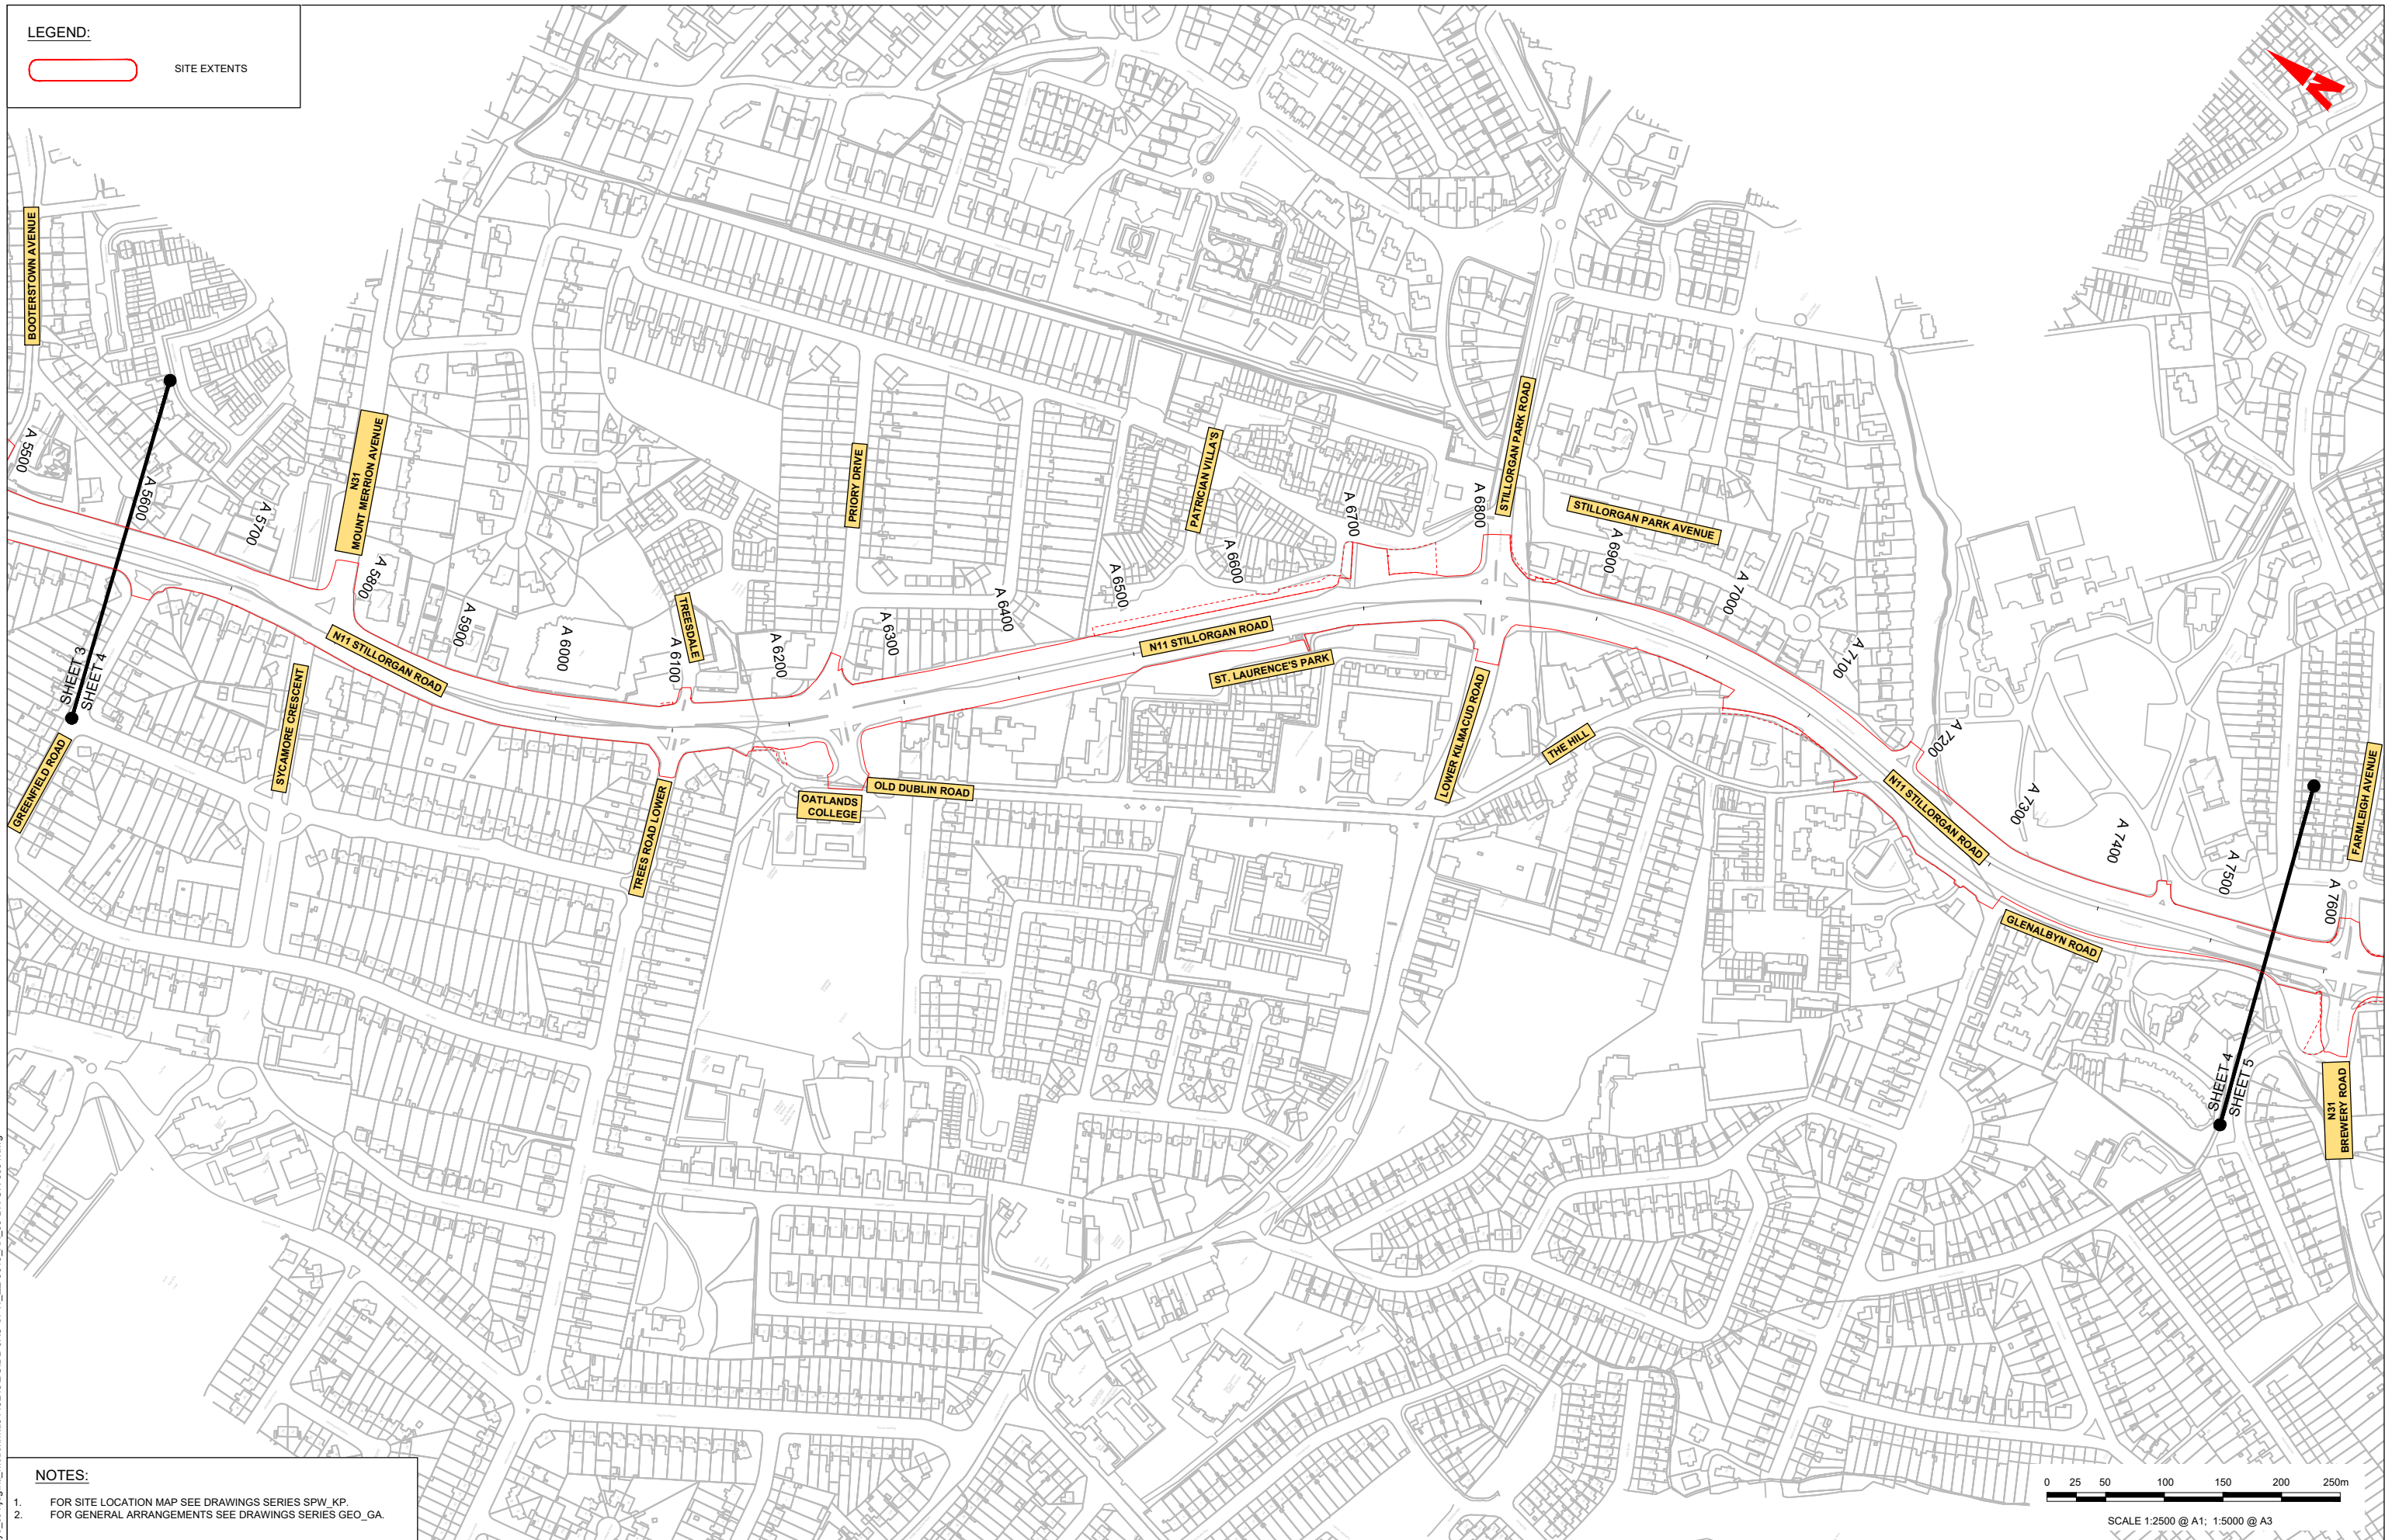 LEGEND:
SITE EXTENTS
BOOTERSTOWN AVENUE
A 5500
A 5600
A 5700
N31
MOUNT MERRION AVENUE
A 5800
A 5900
A 6000
TREESDALE
A 6100
A 6200
PRIORY DRIVE
A 6300
A 6400
A 6500
PATRICIAN VILLA'S
A 6600
A 6700
A 6800
STILLORGAN PARK ROAD
STILLORGAN PARK AVENUE
A 6900
A 7000
A 7100
A 7200
A 7300
A 7400
A 7500
A 7600
FARMLEIGH AVENUE
SHEET 3
SHEET 4
GREENFIELD ROAD
SYCAMORE CRESCENT
N11 STILLORGAN ROAD
TREES ROAD LOWER
OATLANDS
COLLEGE
OLD DUBLIN ROAD
N11 STILLORGAN ROAD
ST. LAURENCE'S PARK
LOWER KILMACUD ROAD
THE HILL
N11 STILLORGAN ROAD
GLENALBYN ROAD
SHEET 4
SHEET 5
N31
BREWERY ROAD
NOTES:
1. FOR SITE LOCATION MAP SEE DRAWINGS SERIES SPW_KP.
2. FOR GENERAL ARRANGEMENTS SEE DRAWINGS SERIES GEO_GA.
0 25 50 100 150 200 250m
SCALE 1:2500 @ A1; 1:5000 @ A3